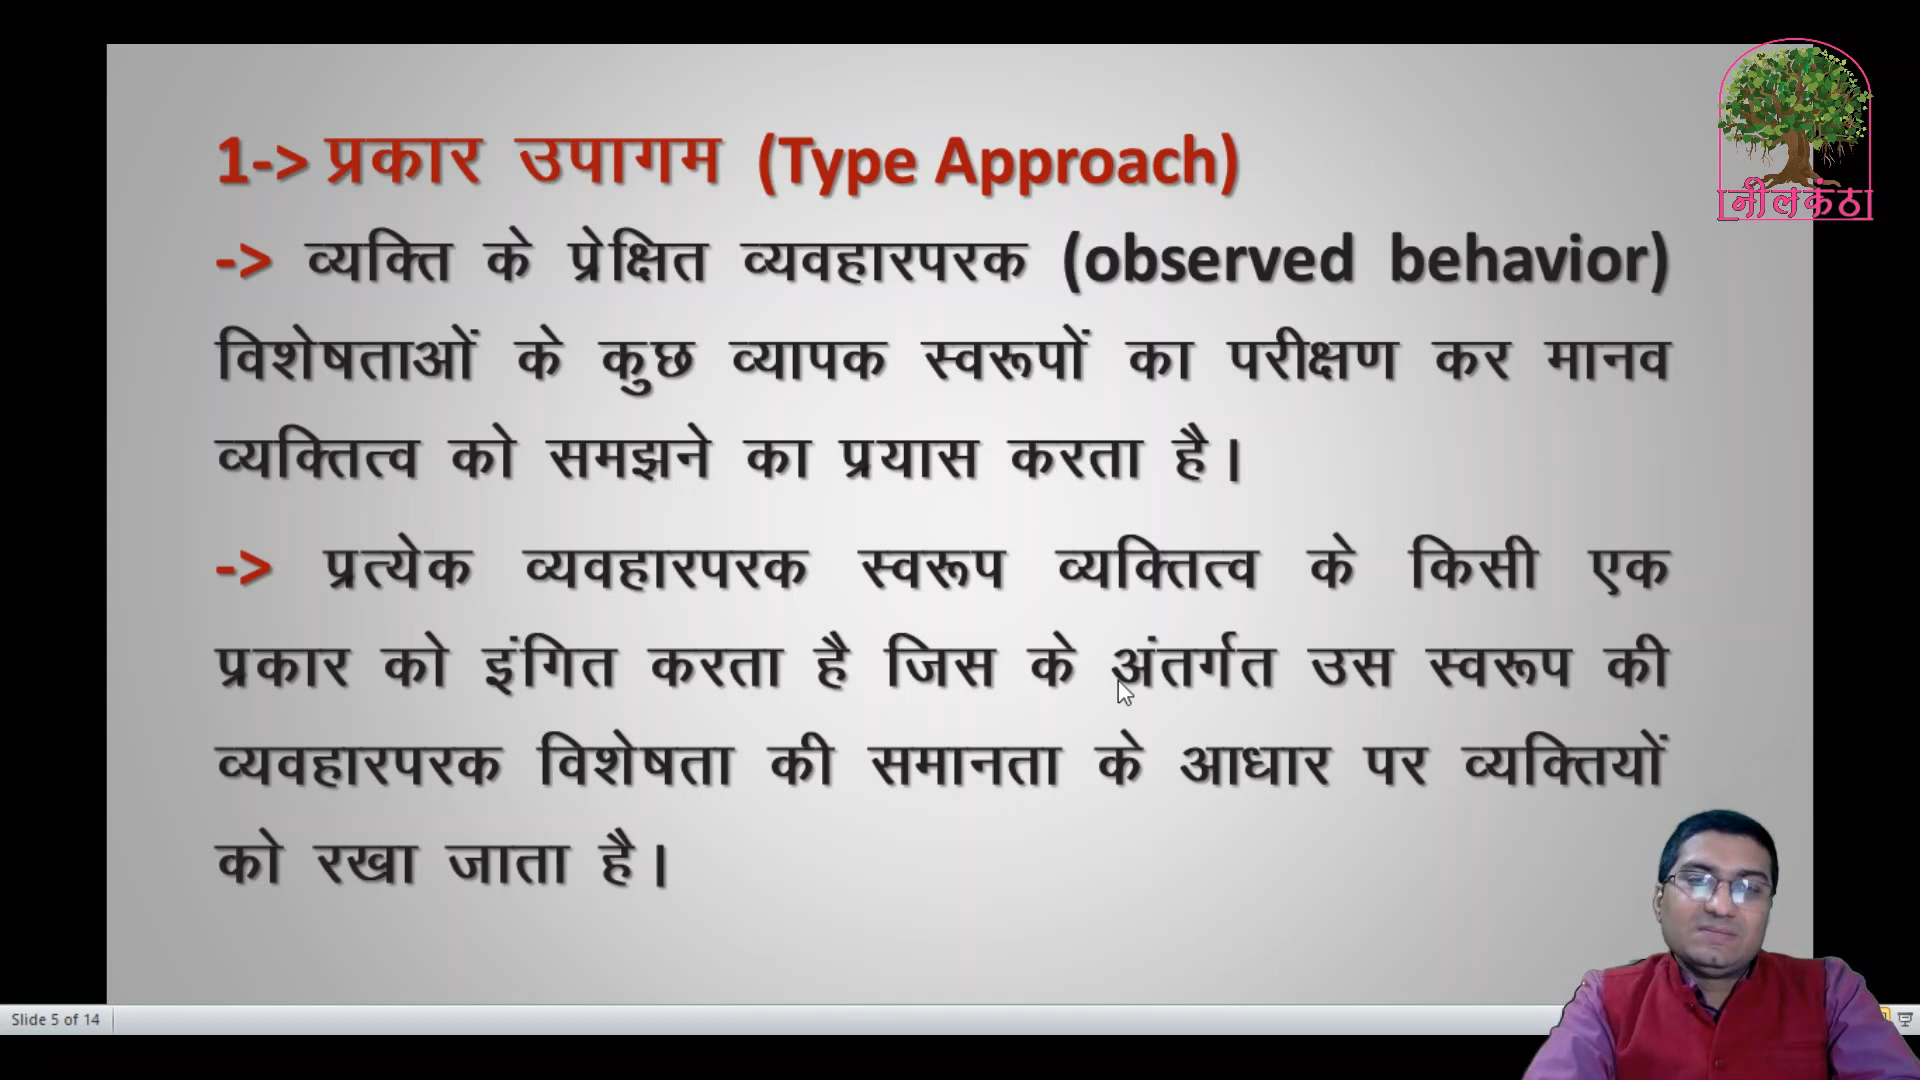 1-> प्रकार उपागम (Type Approach)
-> व्यक्ति के प्रेक्षित व्यवहारपरक (observed behavior)
विशेषताओं के कुछ व्यापक स्वरूपों का परीक्षण कर मानव
व्यक्तित्व को समझने का प्रयास करता है।
-> प्रत्येक व्यवहारपरक स्वरूप व्यक्तित्व के किसी एक
प्रकार को इंगित करता है जिस के अंतर्गत उस स्वरूप की
व्यवहारपरक विशेषता की समानता के आधार पर व्यक्तियों
को रखा जाता है।
नीलकंठा
Slide 5 of 14